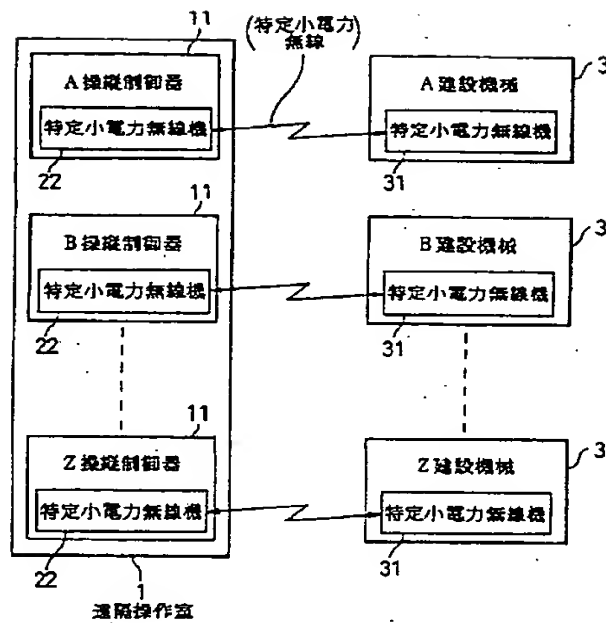 11
(特定小電力
無線)
A操縦制御器
特定小電力無線機
22
A建設機械
3
特定小電力無線機
31
11
B操縦制御器
特定小電力無線機
22
B建設機械
3
特定小電力無線機
31
11
Z操縦制御器
特定小電力無線機
22
Z建設機械
3
特定小電力無線機
31
1
遠隔操作室